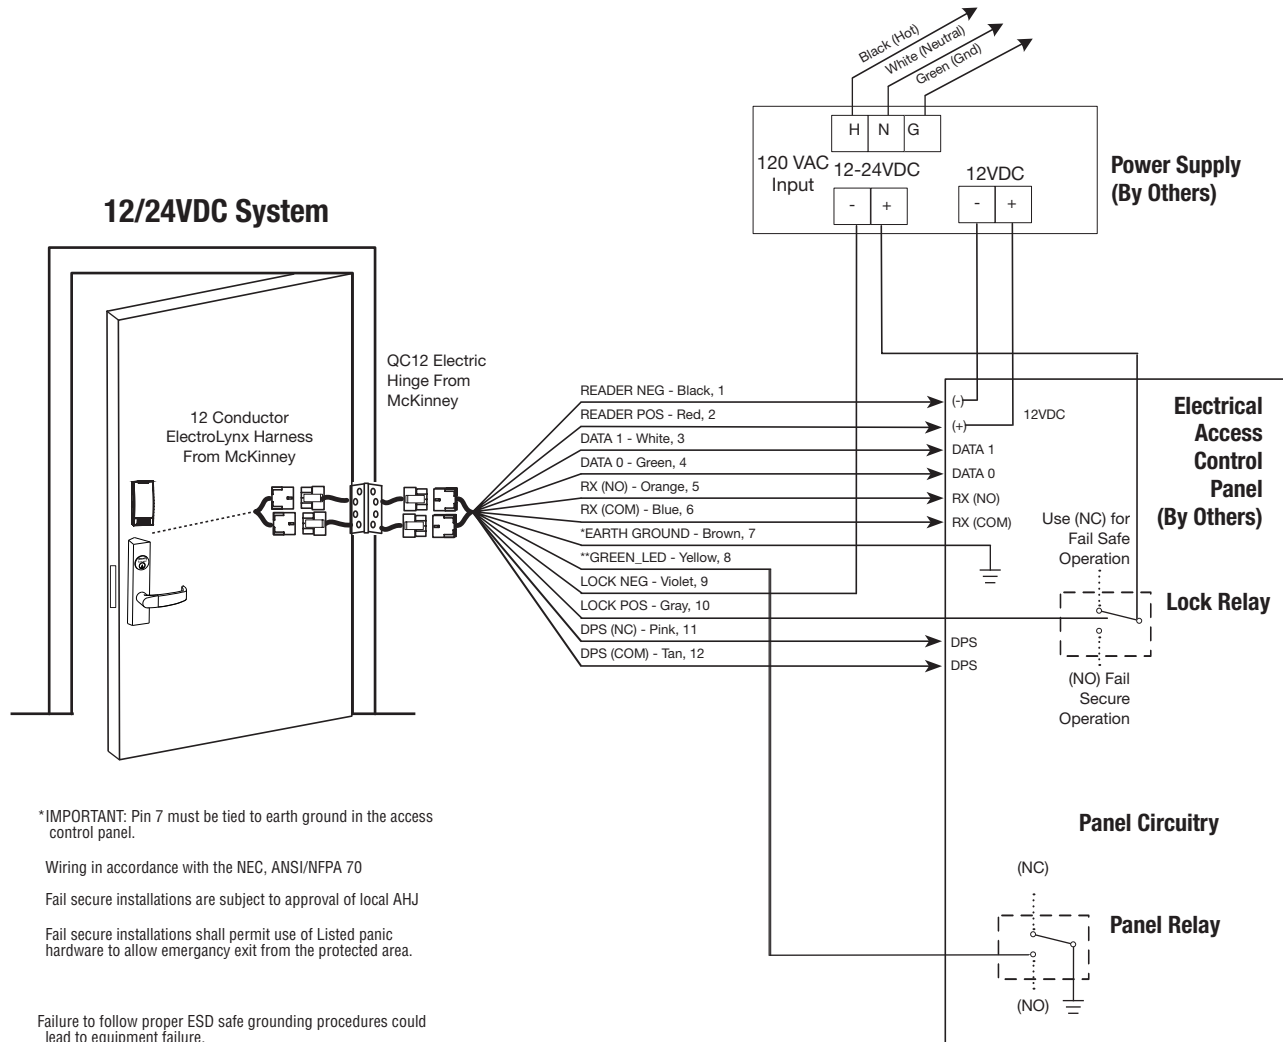 Black (Hot)
White (Neutral)
Green (Gnd)
H N G
120 VAC
Input
12-24VDC
12VDC
- +
- +
Power Supply
(By Others)
12/24VDC System
QC12 Electric
Hinge From
McKinney
12 Conductor
ElectroLynx Harness
From McKinney
READER NEG - Black, 1
READER POS - Red, 2
DATA 1 - White, 3
DATA 0 - Green, 4
RX (NO) - Orange, 5
RX (COM) - Blue, 6
*EARTH GROUND - Brown, 7
**GREEN_LED - Yellow, 8
LOCK NEG - Violet, 9
LOCK POS - Gray, 10
DPS (NC) - Pink, 11
DPS (COM) - Tan, 12
(-)
(+)
12VDC
DATA 1
DATA 0
RX (NO)
RX (COM)
DPS
DPS
Electrical
Access
Control
Panel
(By Others)
Use (NC) for
Fail Safe
Operation
Lock Relay
(NO) Fail
Secure
Operation
Panel Circuitry
(NC)
Panel Relay
(NO)
*IMPORTANT: Pin 7 must be tied to earth ground in the access
control panel.
Wiring in accordance with the NEC, ANSI/NFPA 70
Fail secure installations are subject to approval of local AHJ
Fail secure installations shall permit use of Listed panic
hardware to allow emergancy exit from the protected area.
Failure to follow proper ESD safe grounding procedures could
lead to equipment failure.